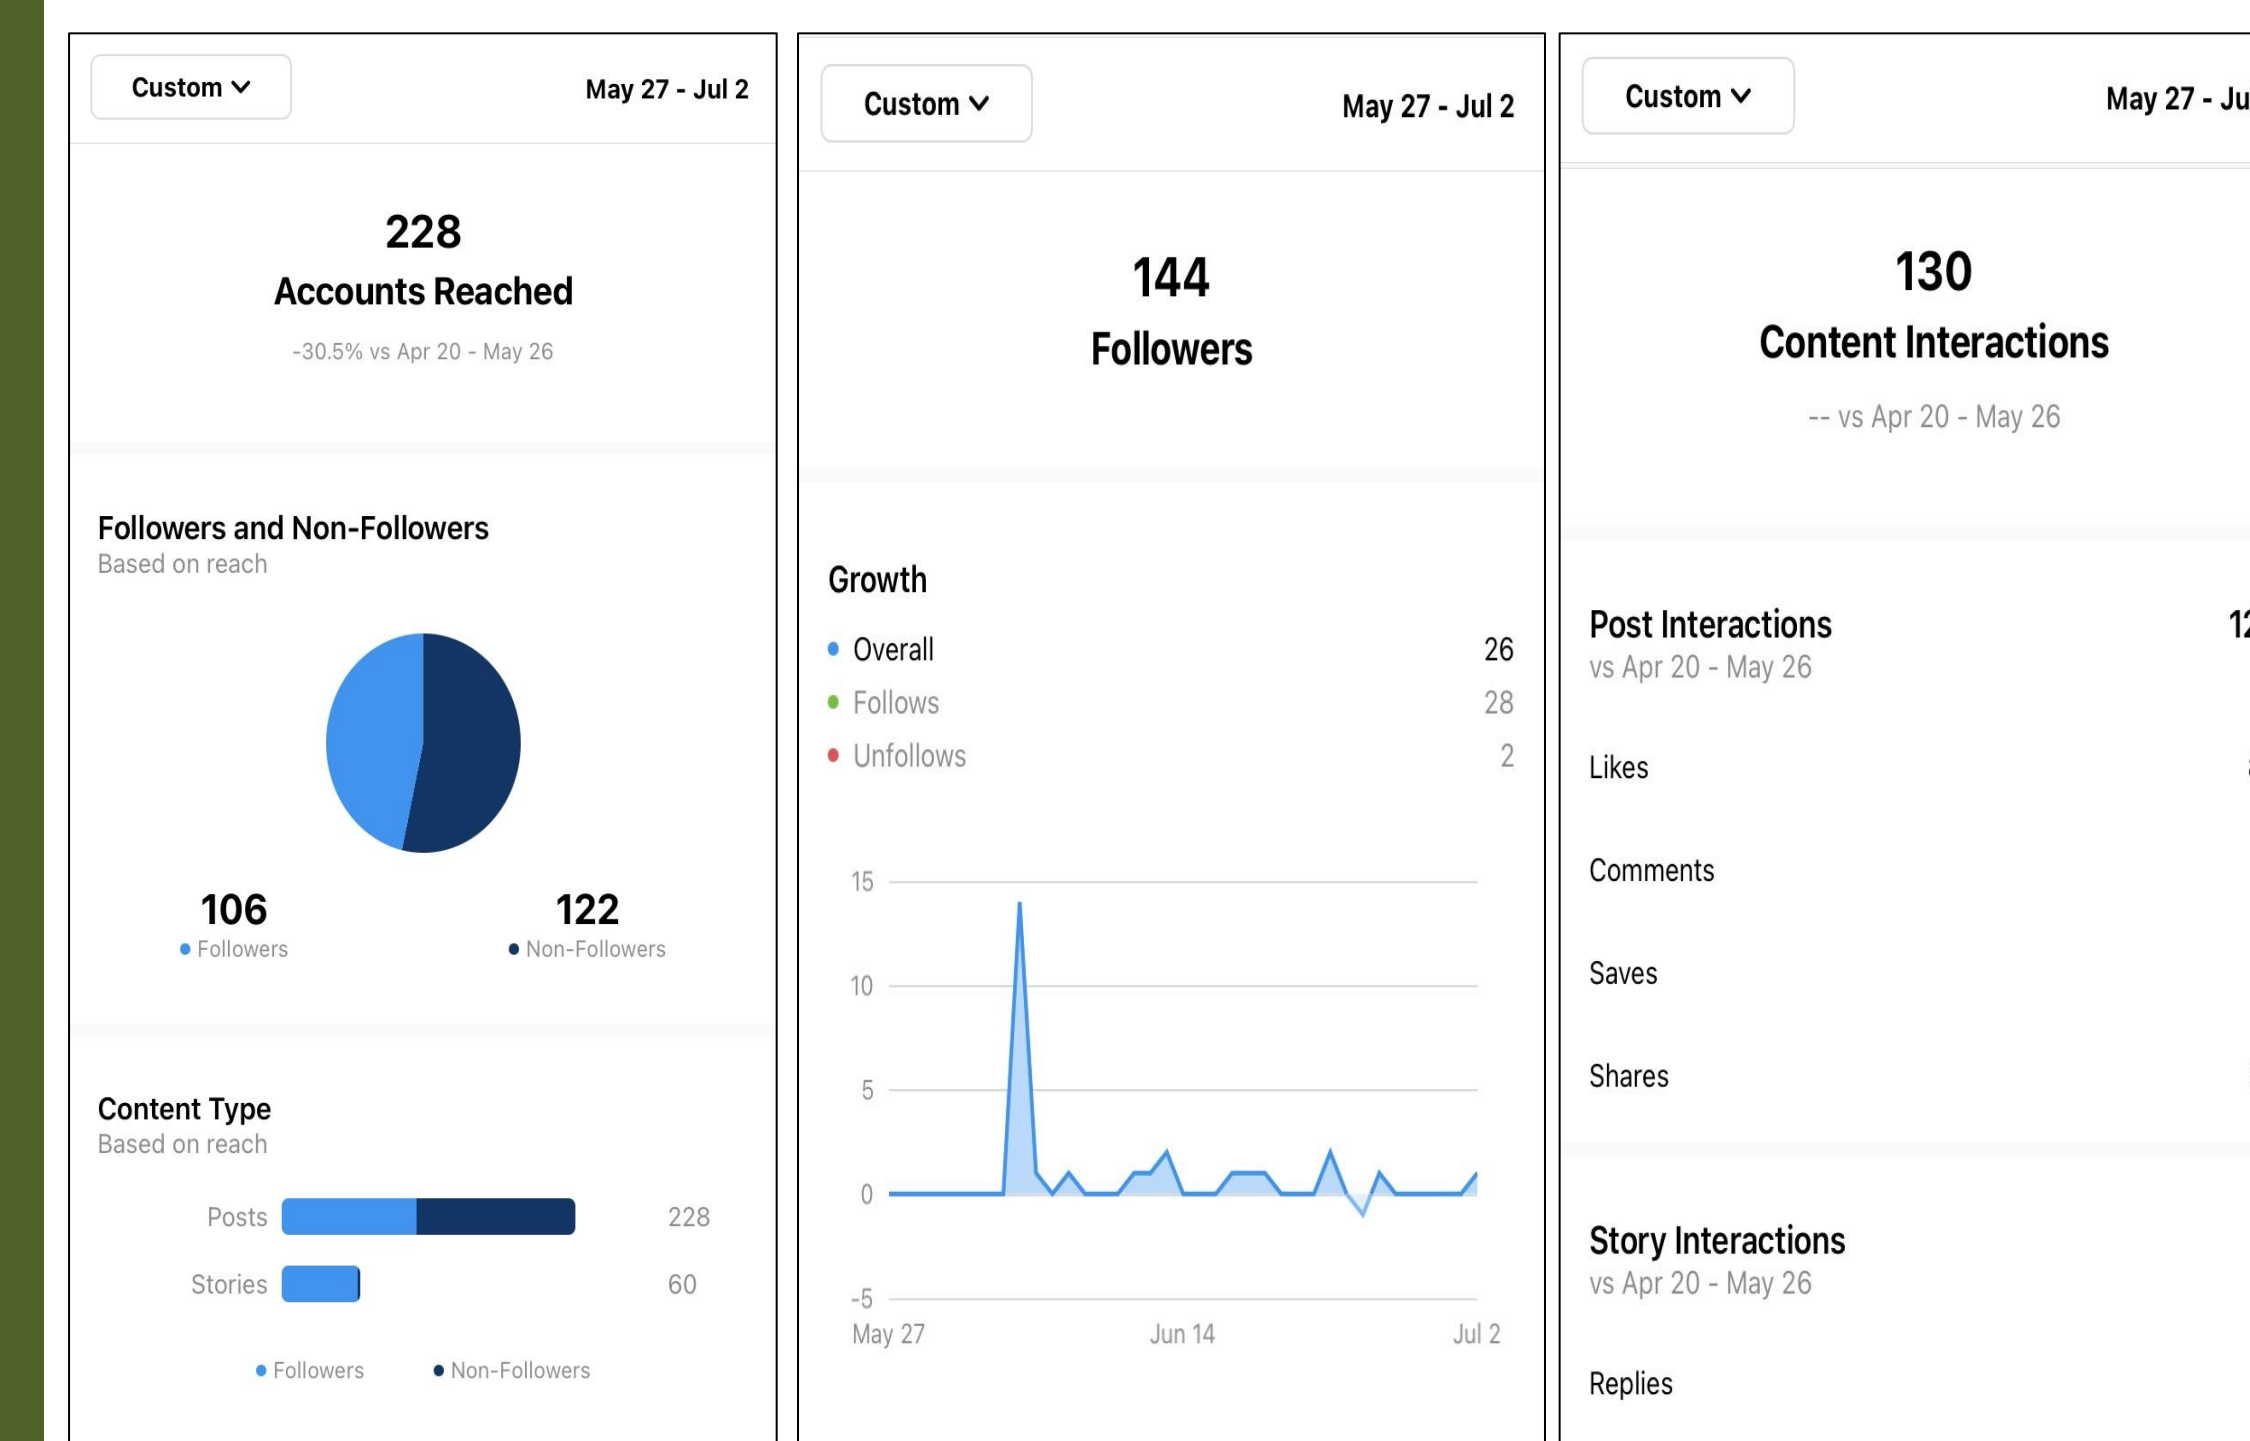 Custom
May 27 - Jul 2
228
Accounts Reached
-30.5% vs Apr 20 - May 26
Followers and Non-Followers
Based on reach
106
Followers
122
Non-Followers
Content Type
Based on reach
Posts 228
Stories 60
Followers Non-Followers
Custom
May 27 - Jul 2
144
Followers
Growth
Overall 26
Follows 28
Unfollows 2
15
10
5
0
-5
May 27 Jun 14 Jul 2
Custom
May 27 -
130
Content Interactions
-- vs Apr 20 - May 26
Post Interactions
vs Apr 20 - May 26
Likes
Comments
Saves
Shares
Story Interactions
vs Apr 20 - May 26
Replies